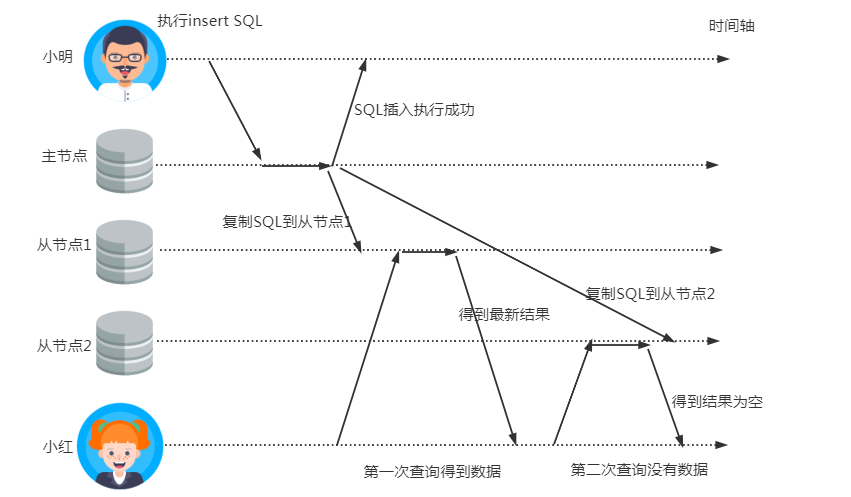 执行insert SQL
时间轴
小明
SQL插入执行成功
主节点
复制SQL到从节点1
从节点1
复制SQL到从节点2
得到最新结果
从节点2
得到结果为空
小红
第一次查询得到数据
第二次查询没有数据